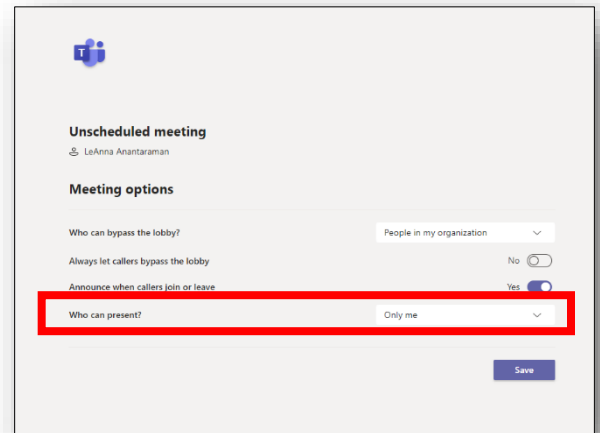 T
Unscheduled meeting
LeAnna Anantaraman
Meeting options
Who can bypass the lobby? People in my organization
Always let callers bypass the lobby No
Announce when callers join or leave Yes
Who can present? Only me
Save